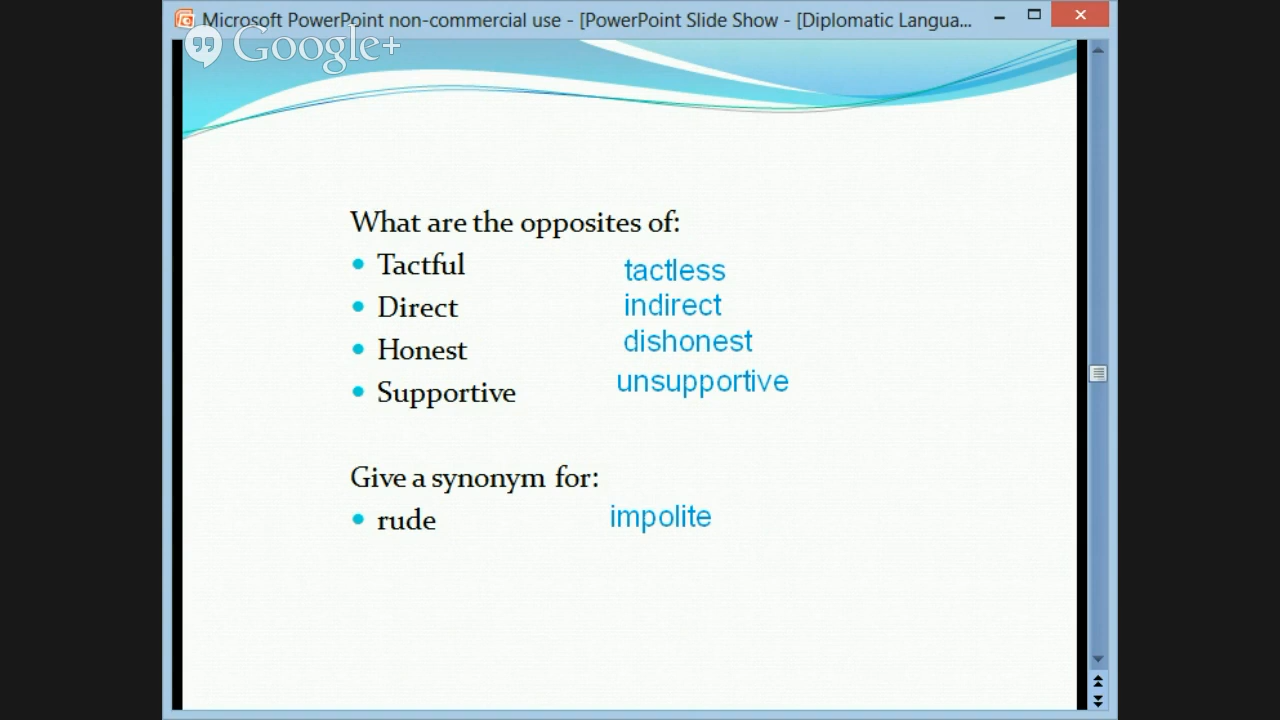 Microsoft PowerPoint non-commercial use - [PowerPoint Slide Show - [Diplomatic Langua...
Google+
What are the opposites of:
Tactful tactless
Direct indirect
Honest dishonest
Supportive unsupportive
Give a synonym for:
rude impolite